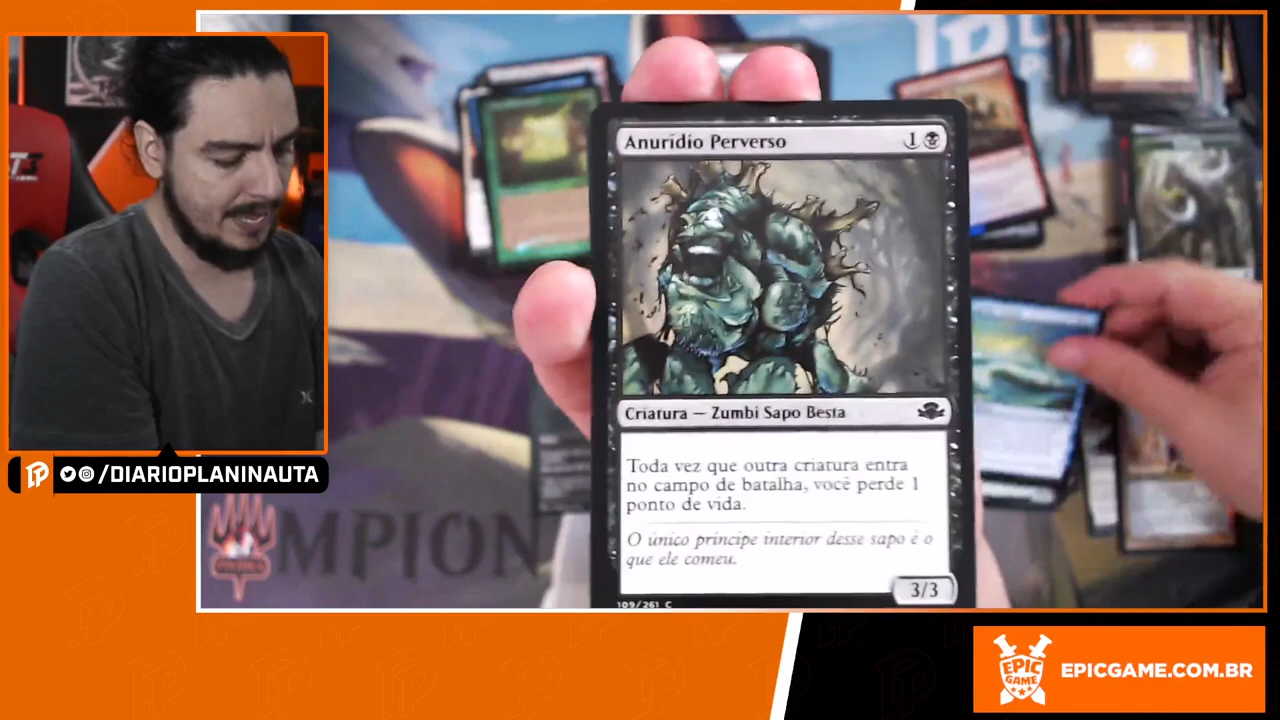 Anurídio Perverso
1
Criatura — Zumbi Sapo Besta
Toda vez que outra criatura entra
no campo de batalha, você perde 1
ponto de vida.
O único príncipe interior desse sapo é o
que ele comeu.
3/3
109/261 C
/DIARIOPLANINAUTA
MPION
EPIC
GAME
EPICGAME.COM.BR